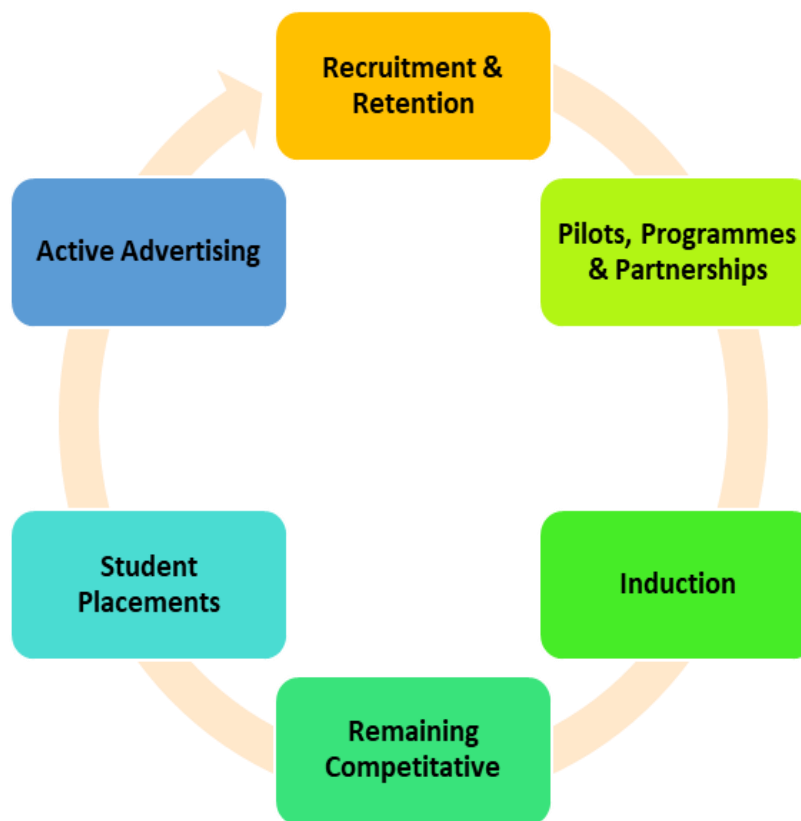 Recruitment &
Retention
Pilots, Programmes
& Partnerships
Induction
Remaining
Competitative
Student
Placements
Active Advertising